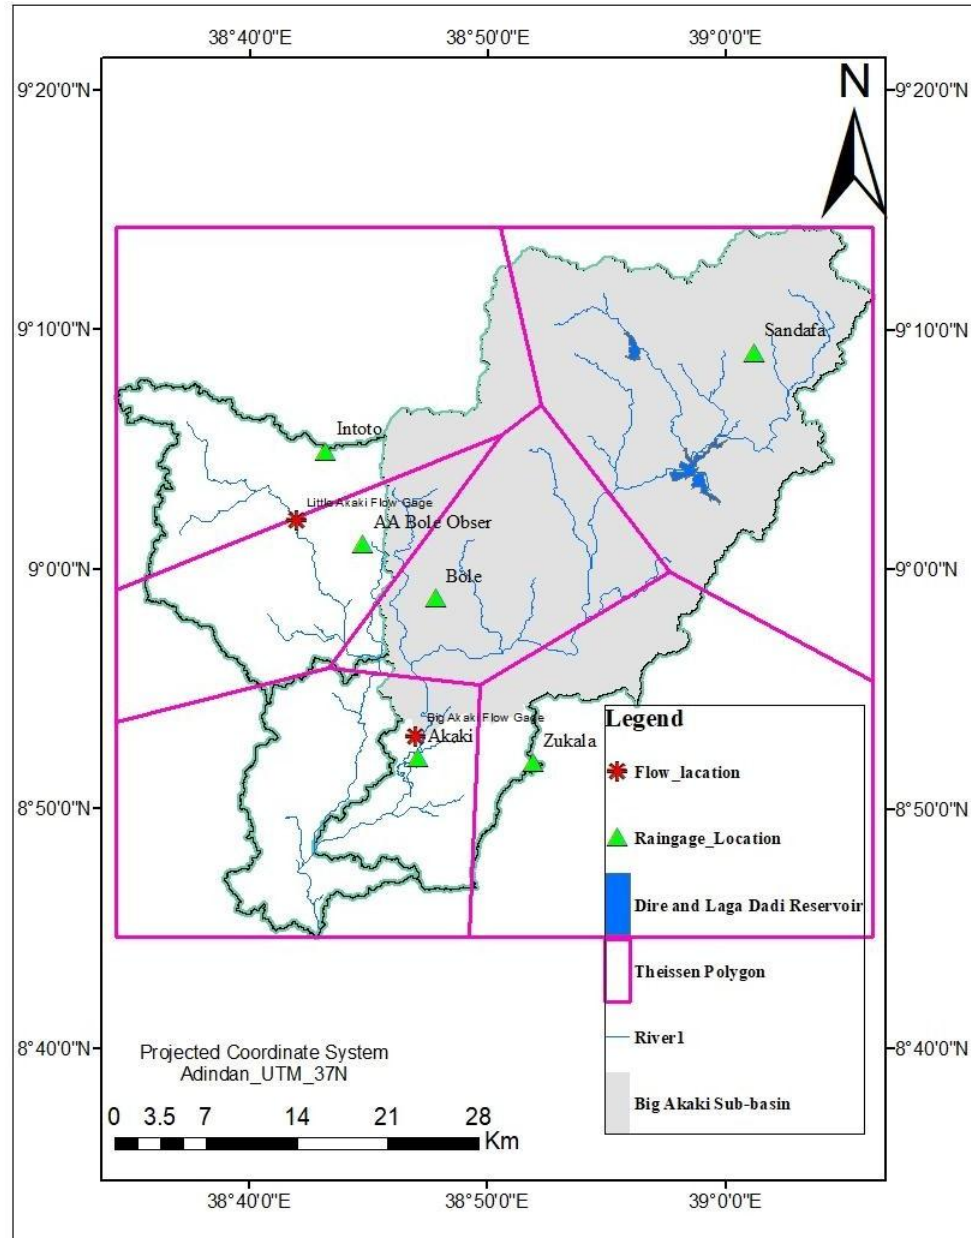 38°40'0"E 38°50'0"E 39°0'0"E
9°20'0"N 9°20'0"N
N
9°10'0"N 9°10'0"N
Sandafa
Intoto
Little Akaki Flow Gage
AA Bole Obser
9°0'0"N 9°0'0"N
Bole
Big Akaki Flow Gage
Akaki
Zukala
Legend
Flow_lacation
8°50'0"N 8°50'0"N
Raingage_Location
Dire and Laga Dadi Reservoir
Theissen Polygon
River1
8°40'0"N 8°40'0"N
Big Akaki Sub-basin
Projected Coordinate System
Adindan_UTM_37N
0 3.5 7 14 21 28
Km
38°40'0"E 38°50'0"E 39°0'0"E